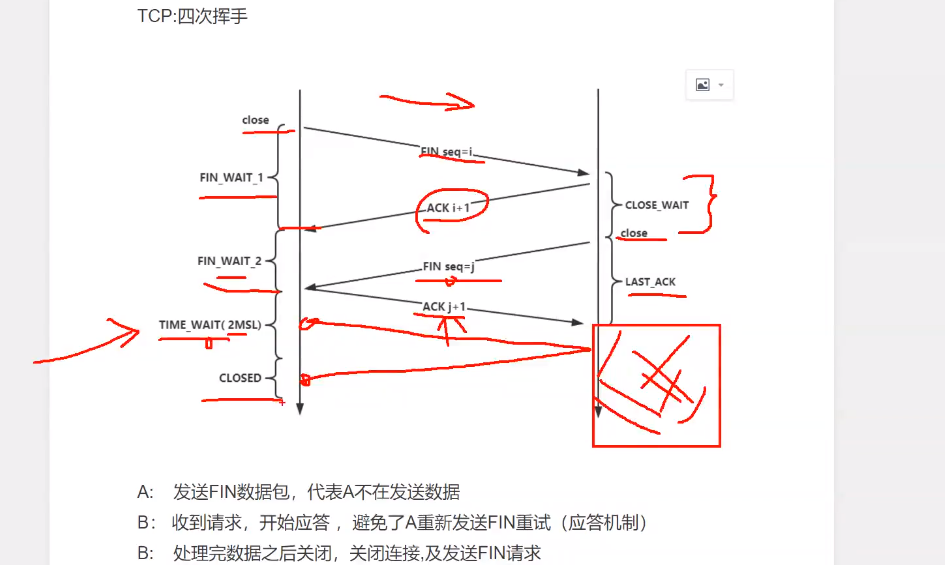 TCP:四次挥手
close
FIN seq=i
FIN_WAIT_1
ACK i+1
CLOSE_WAIT
close
FIN_WAIT_2
FIN seq=j
LAST_ACK
ACK j+1
TIME_WAIT( 2MSL)
CLOSED
A: 发送FIN数据包，代表A不在发送数据
B： 收到请求，开始应答 ，避免了A重新发送FIN重试（应答机制）
B: 处理完数据之后关闭，关闭连接,及发送FIN请求